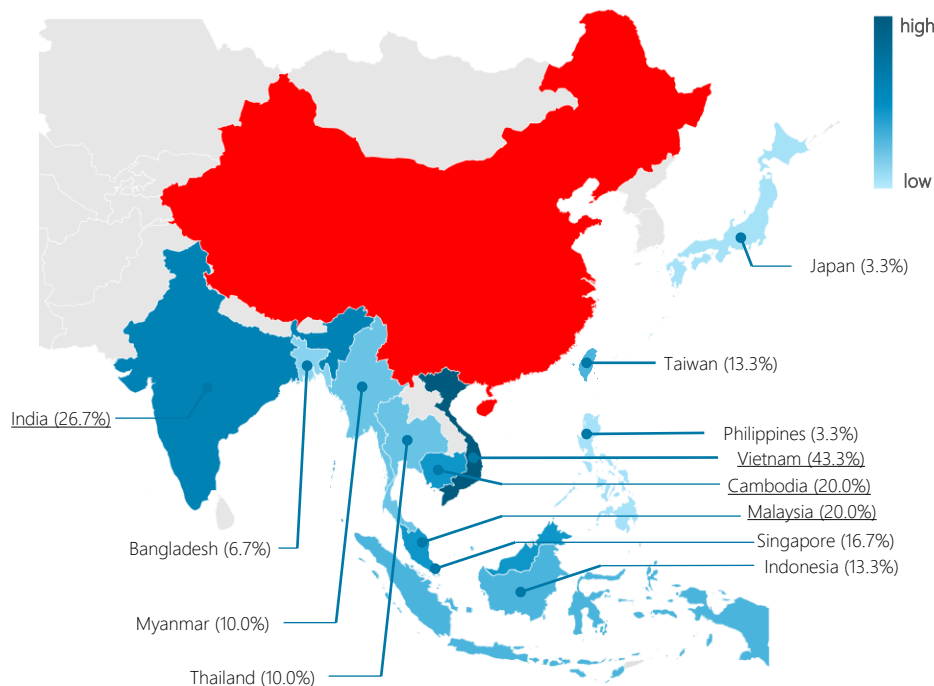 high
low
Japan (3.3%)
Taiwan (13.3%)
India (26.7%)
Philippines (3.3%)
Vietnam (43.3%)
Cambodia (20.0%)
Malaysia (20.0%)
Singapore (16.7%)
Bangladesh (6.7%)
Indonesia (13.3%)
Myanmar (10.0%)
Thailand (10.0%)